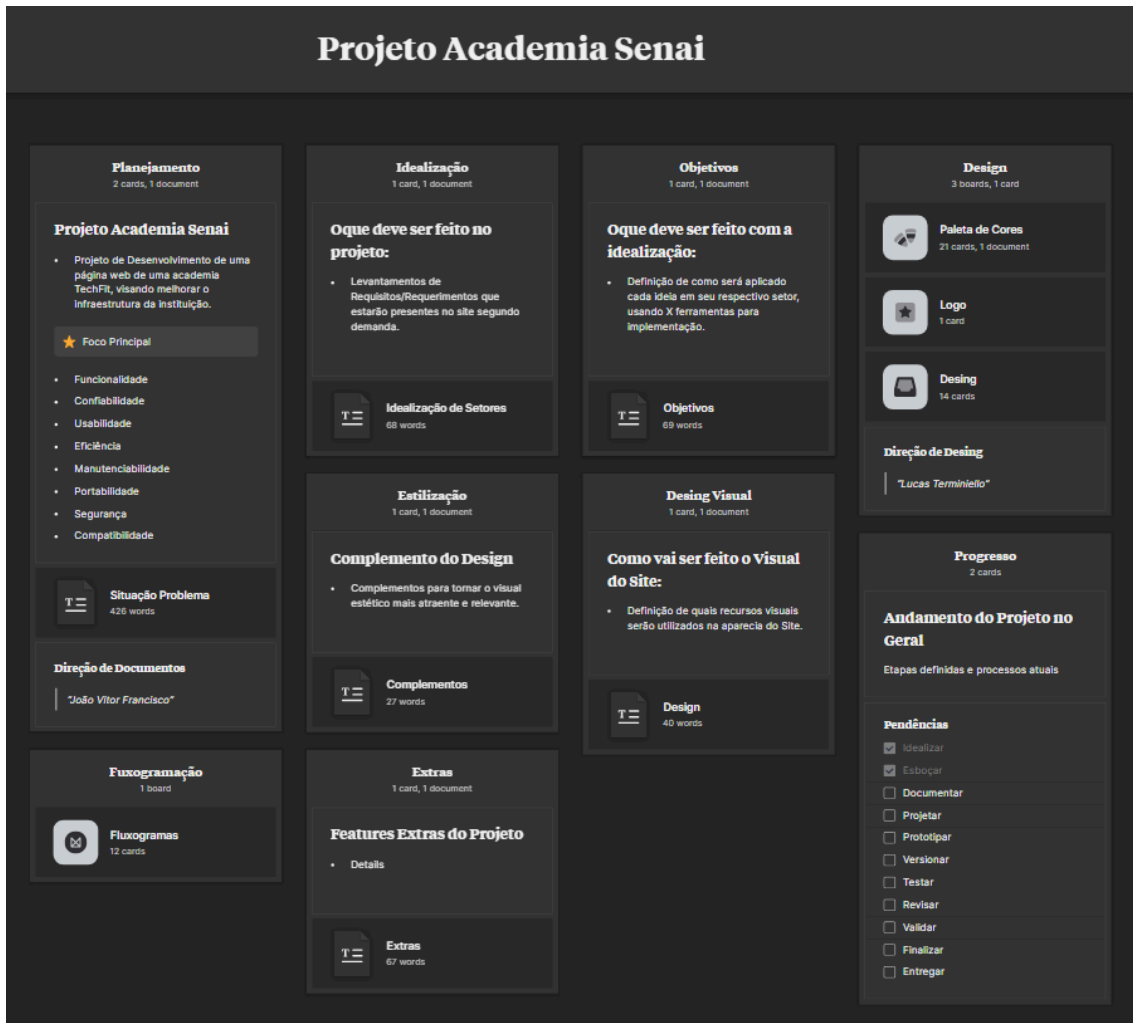 Projeto Academia Senai
Planejamento
2 cards, 1 document
Projeto Academia Senai
• Projeto de Desenvolvimento de uma
página web de uma academia
TechFit, visando melhorar o
infraestrutura da instituição.
Foco Principal
• Funcionalidade
• Confiabilidade
• Usabilidade
• Eficiência
• Manutenciabilidade
• Portabilidade
• Segurança
• Compatibilidade
Situação Problema
426 words
Direção de Documentos
"João Vitor Francisco"
Fuxogramação
1 board
Fluxogramas
12 cards
Idealização
1 card, 1 document
Oque deve ser feito no
projeto:
• Levantamentos de
Requisitos/Requerimentos que
estarão presentes no site segundo
demanda.
Idealização de Setores
68 words
Estilização
1 card, 1 document
Complemento do Design
• Complementos para tornar o visual
estético mais atraente e relevante.
Complementos
27 words
Extras
1 card, 1 document
Features Extras do Projeto
• Details
Extras
67 words
Objetivos
1 card, 1 document
Oque deve ser feito com a
idealização:
• Definição de como será aplicado
cada ideia em seu respectivo setor,
usando X ferramentas para
implementação.
Objetivos
69 words
Desing Visual
1 card, 1 document
Como vai ser feito o Visual
do Site:
• Definição de quais recursos visuais
serão utilizados na aparecia do Site.
Design
40 words
Design
3 boards, 1 card
Paleta de Cores
21 cards, 1 document
Logo
1 card
Desing
14 cards
Direção de Desing
"Lucas Terminiello"
Progresso
2 cards
Andamento do Projeto no
Geral
Etapas definidas e processos atuais
Pendências
Idealizar
Esboçar
Documentar
Projetar
Prototipar
Versionar
Testar
Revisar
Validar
Finalizar
Entregar